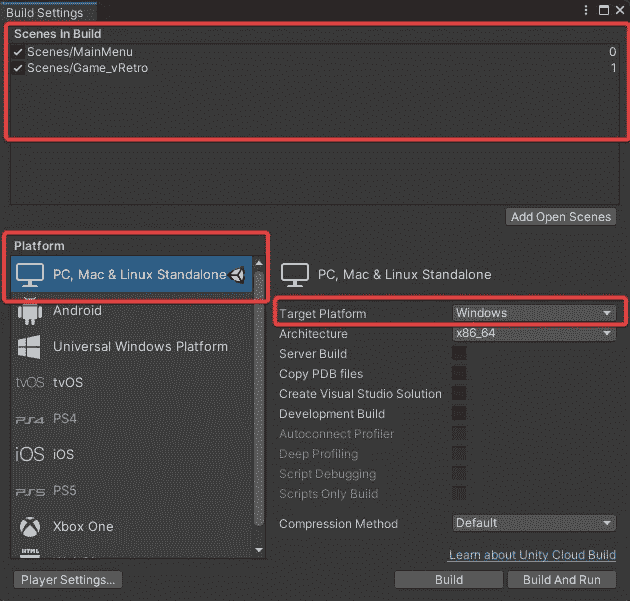 Build Settings
Scenes In Build
Scenes/MainMenu 0
Scenes/Game_vRetro 1
Add Open Scenes
Platform
PC, Mac & Linux Standalone
Android
Universal Windows Platform
tvOS tvOS
PS4 PS4
iOS iOS
PS5 PS5
Xbox One
HTML
PC, Mac & Linux Standalone
Target Platform Windows
Architecture x86_64
Server Build
Copy PDB files
Create Visual Studio Solution
Development Build
Autoconnect Profiler
Deep Profiling
Script Debugging
Scripts Only Build
Compression Method Default
Learn about Unity Cloud Build
Player Settings...
Build
Build And Run